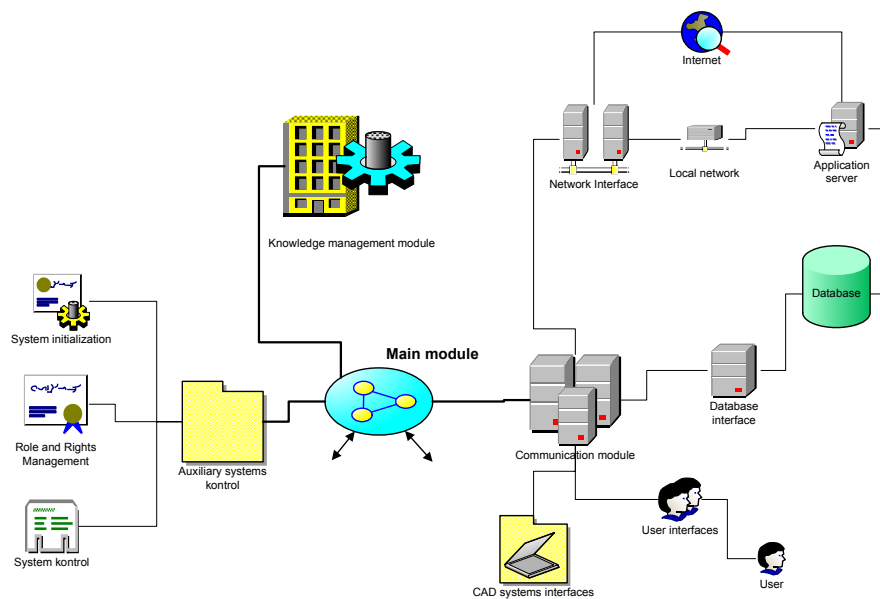 Internet
Network Interface
Local network
Application
server
Knowledge management module
System initialization
Database
Main module
Role and Rights
Management
Auxiliary systems
kontrol
Communication module
Database
interface
System kontrol
CAD systems interfaces
User interfaces
User